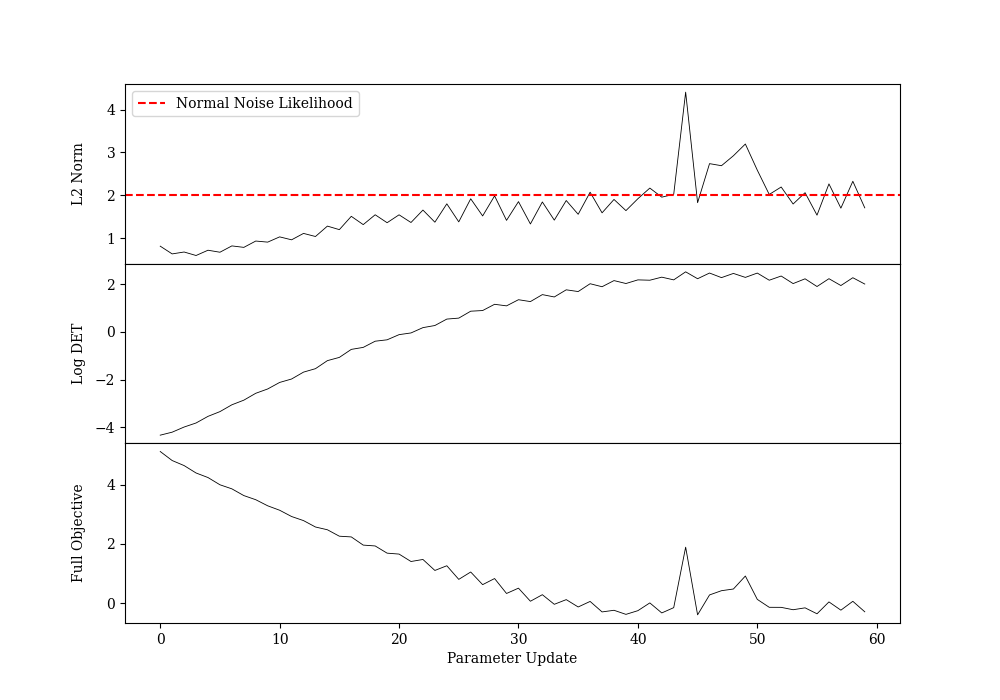 Normal Noise Likelihood
L2 Norm
4
3
2
1
Log DET
2
0
−2
−4
Full Objective
4
2
0
0 10 20 30 40 50 60
Parameter Update